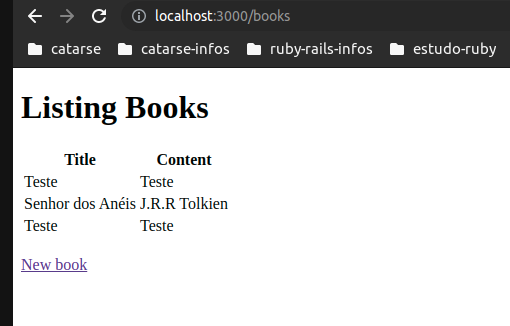 localhost:3000/books
catarse catarse-infos ruby-rails-infos estudo-ruby
Listing Books
Title Content
Teste Teste
Senhor dos Anéis J.R.R Tolkien
Teste Teste
New book